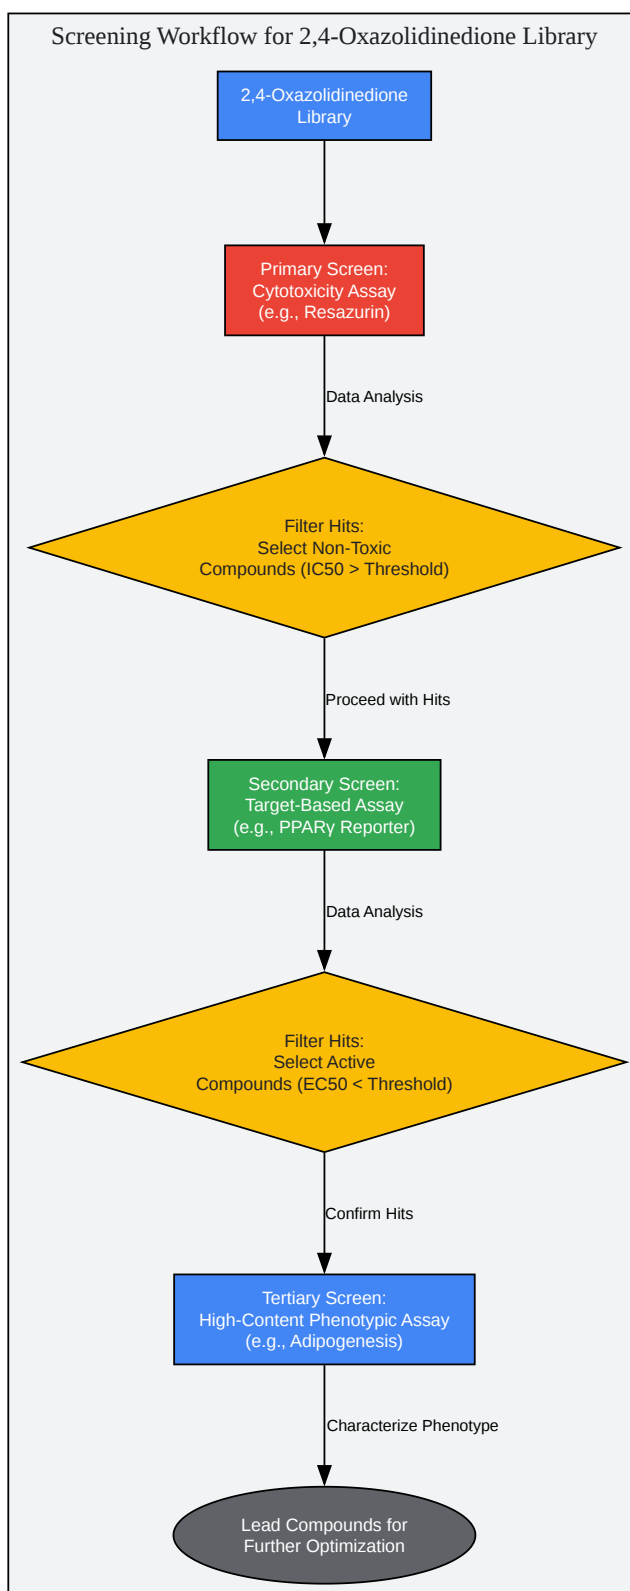 Screening Workflow for 2,4-Oxazolidinedione Library
2,4-Oxazolidinedione
Library
Primary Screen:
Cytotoxicity Assay
(e.g., Resazurin)
Data Analysis
Filter Hits:
Select Non-Toxic
Compounds (IC50 > Threshold)
Proceed with Hits
Secondary Screen:
Target-Based Assay
(e.g., PPARγ Reporter)
Data Analysis
Filter Hits:
Select Active
Compounds (EC50 < Threshold)
Confirm Hits
Tertiary Screen:
High-Content Phenotypic Assay
(e.g., Adipogenesis)
Characterize Phenotype
Lead Compounds for
Further Optimization